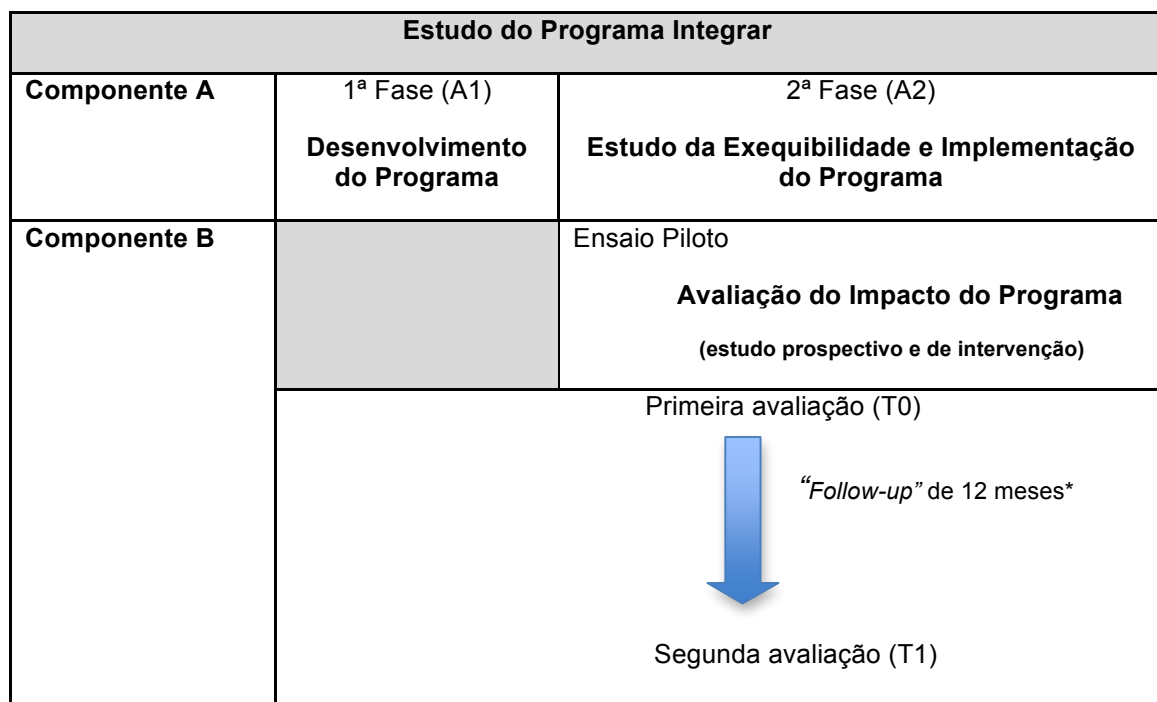 Estudo do Programa Integrar
Componente A
1ª Fase (A1)
Desenvolvimento
do Programa
2ª Fase (A2)
Estudo da Exequibilidade e Implementação
do Programa
Componente B
Ensaio Piloto
Avaliação do Impacto do Programa
(estudo prospectivo e de intervenção)
Primeira avaliação (T0)
“Follow-up” de 12 meses*
Segunda avaliação (T1)